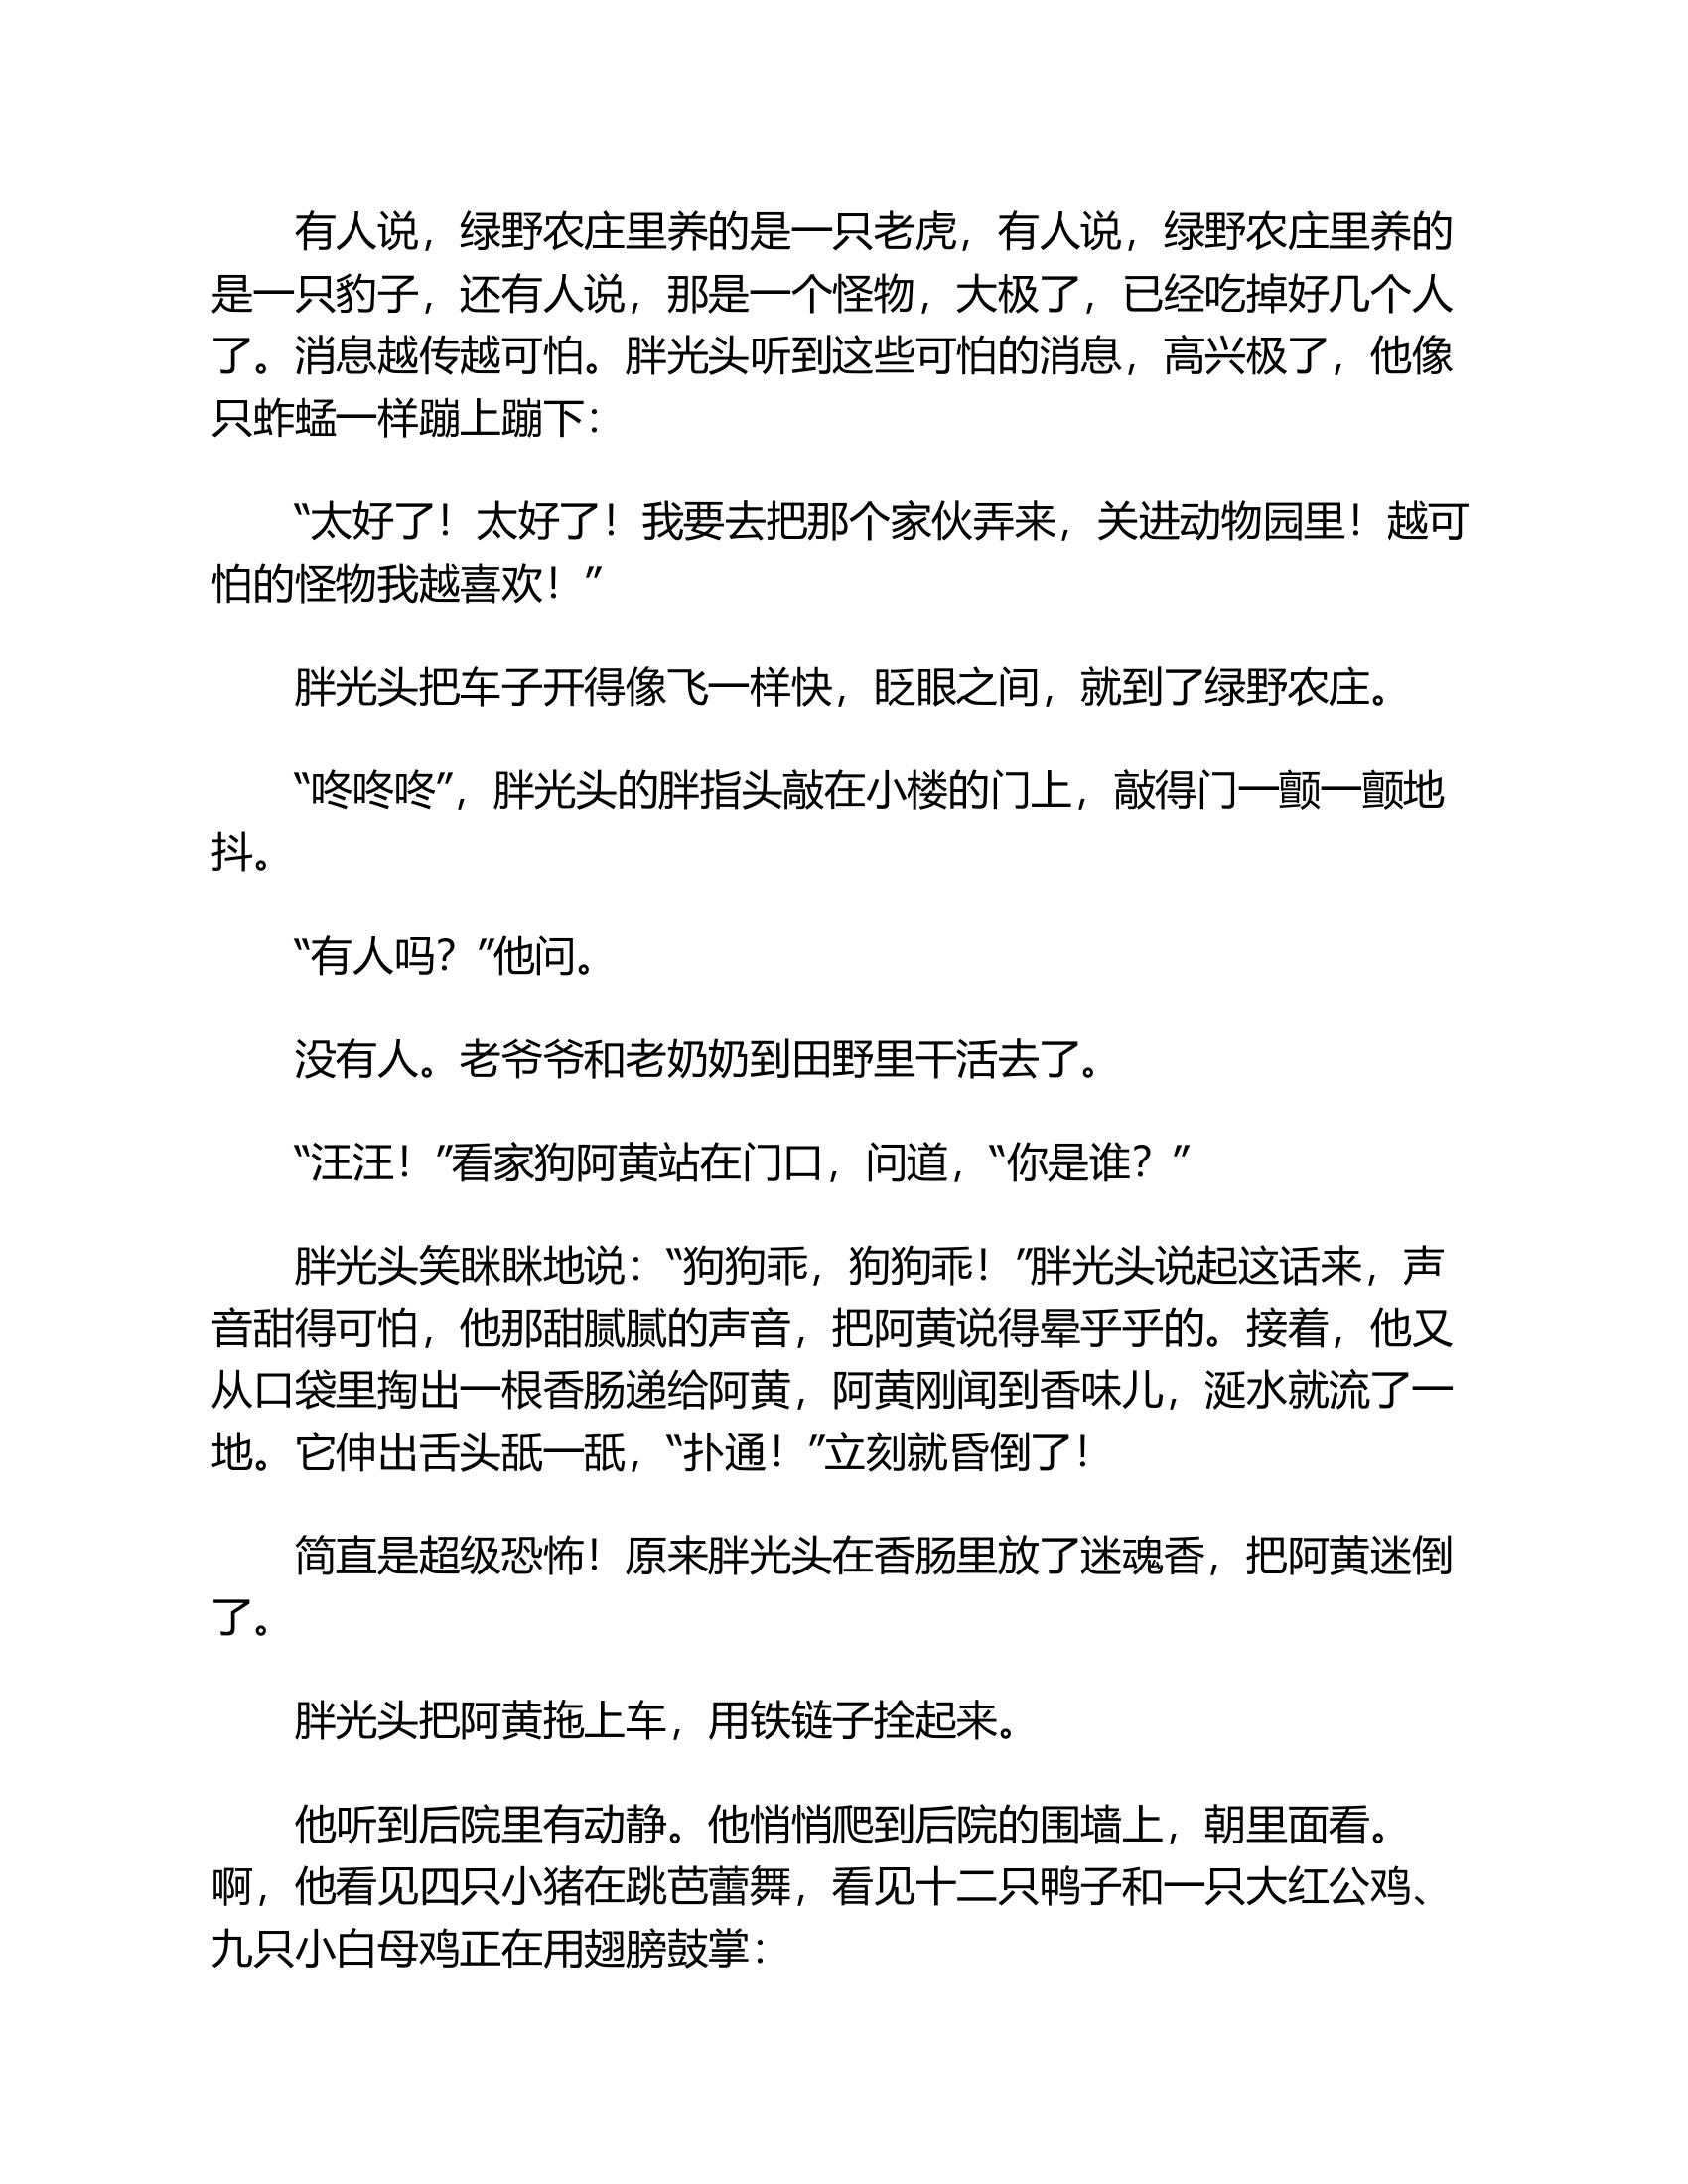 有人说，绿野农庄里养的是一只老虎，有人说，绿野农庄里养的
是一只豹子，还有人说，那是一个怪物，大极了，已经吃掉好几个人
了。消息越传越可怕。胖光头听到这些可怕的消息，高兴极了，他像
只蚱蜢一样蹦上蹦下：
“太好了！太好了！我要去把那个家伙弄来，关进动物园里！越可
怕的怪物我越喜欢！”
胖光头把车子开得像飞一样快，眨眼之间，就到了绿野农庄。
“咚咚咚”，胖光头的胖指头敲在小楼的门上，敲得门一颤一颤地
抖。
“有人吗？”他问。
没有人。老爷爷和老奶奶到田野里干活去了。
“汪汪！”看家狗阿黄站在门口，问道，“你是谁？”
胖光头笑眯眯地说：“狗狗乖，狗狗乖！”胖光头说起这话来，声
音甜得可怕，他那甜腻腻的声音，把阿黄说得晕乎乎的。接着，他又
从口袋里掏出一根香肠递给阿黄，阿黄刚闻到香味儿，涎水就流了一
地。它伸出舌头舐一舐，“扑通！”立刻就昏倒了！
简直是超级恐怖！原来胖光头在香肠里放了迷魂香，把阿黄迷倒
了。
胖光头把阿黄拖上车，用铁链子拴起来。
他听到后院里有动静。他悄悄爬到后院的围墙上，朝里面看。
啊，他看见四只小猪在跳芭蕾舞，看见十二只鸭子和一只大红公鸡、
九只小白母鸡正在用翅膀鼓掌：